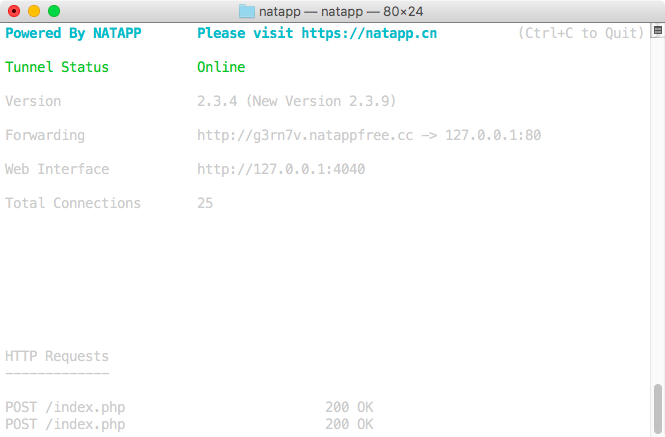 natapp — natapp — 80×24
Powered By NATAPP Please visit https://natapp.cn (Ctrl+C to Quit)
Tunnel Status Online
Version 2.3.4 (New Version 2.3.9)
Forwarding http://g3rn7v.natappfree.cc -> 127.0.0.1:80
Web Interface http://127.0.0.1:4040
Total Connections 25
HTTP Requests
-------------
POST /index.php 200 OK
POST /index.php 200 OK